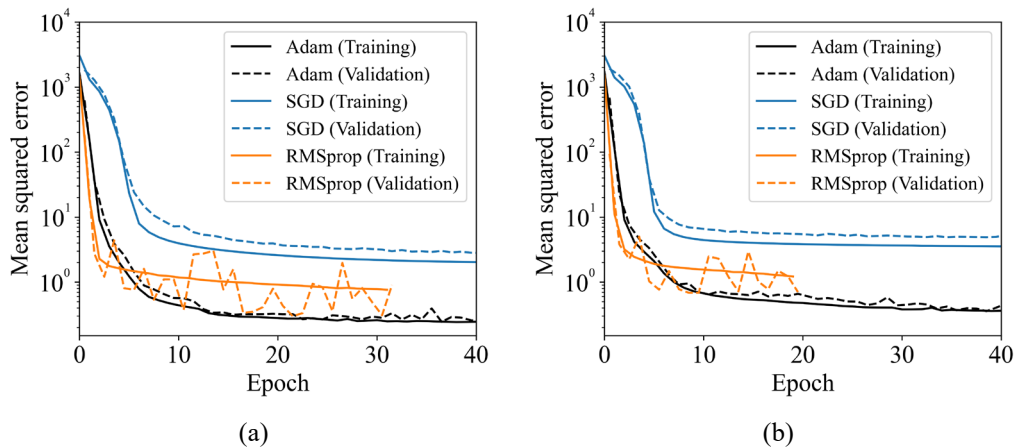 10^4
10^3
10^2
10^1
10^0
Mean squared error
Adam (Training)
Adam (Validation)
SGD (Training)
SGD (Validation)
RMSprop (Training)
RMSprop (Validation)
0 10 20 30 40
Epoch
(a)
10^4
10^3
10^2
10^1
10^0
Mean squared error
Adam (Training)
Adam (Validation)
SGD (Training)
SGD (Validation)
RMSprop (Training)
RMSprop (Validation)
0 10 20 30 40
Epoch
(b)